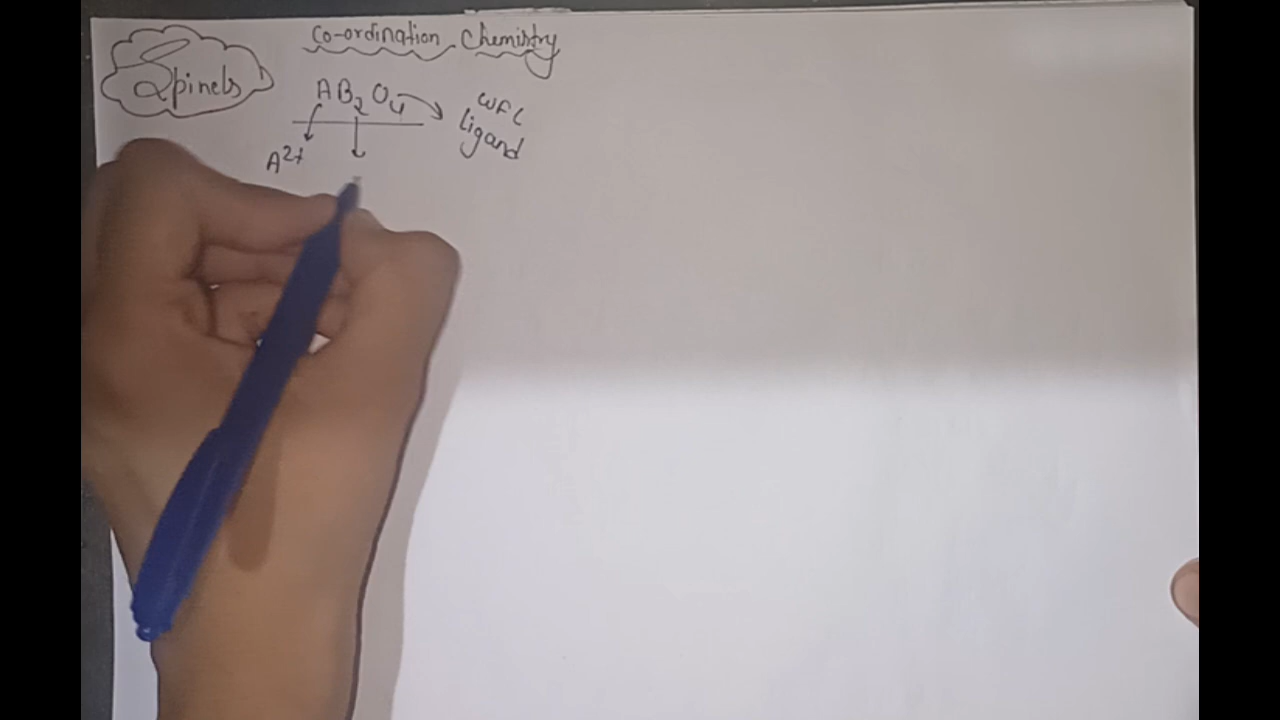 Co-ordination Chemistry
Spinels
AB₂O₄
WFL
ligand
A²⁺